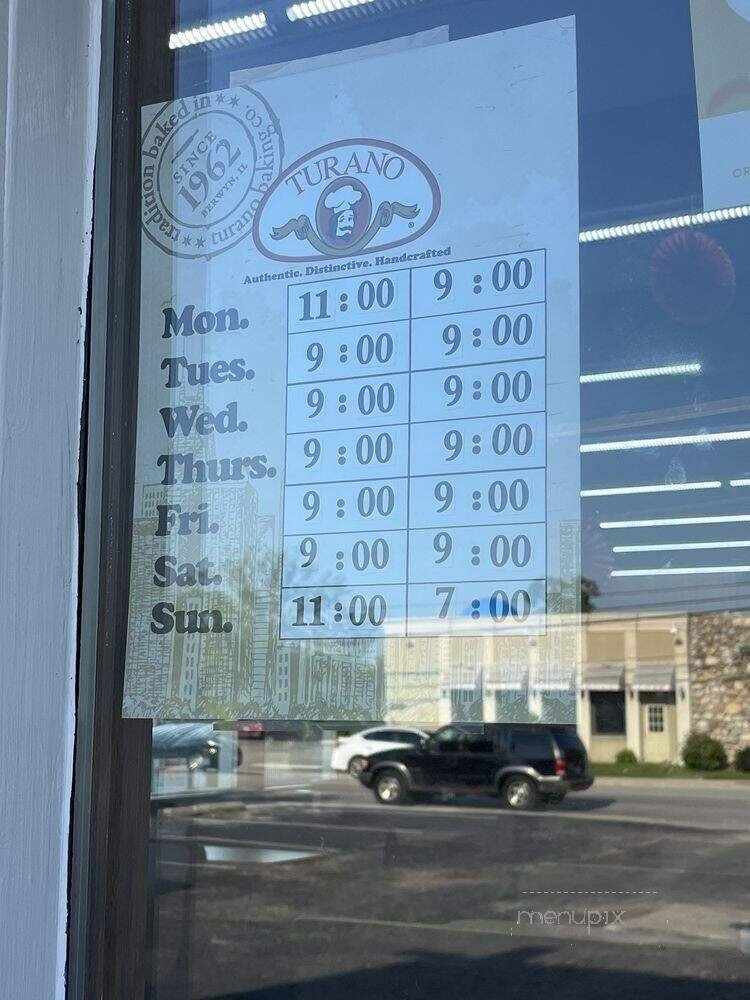 tradition baked in ★★ turano baking co. ★★
SINCE
1962
BERWYN, IL
TURANO
®
Authentic. Distinctive. Handcrafted
Mon. 11:00 9:00
Tues. 9:00 9:00
Wed. 9:00 9:00
Thurs. 9:00 9:00
Fri. 9:00 9:00
Sat. 9:00 9:00
Sun. 11:00 7:00
OR
menupix